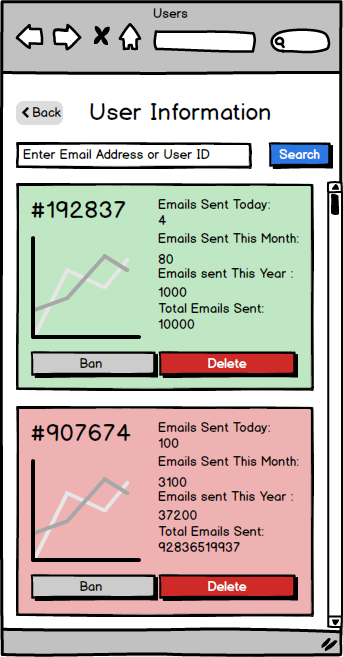 Users
Back
User Information
Enter Email Address or User ID
Search
#192837
Emails Sent Today:
4
Emails Sent This Month:
80
Emails sent This Year :
1000
Total Emails Sent:
10000
Ban
Delete
#907674
Emails Sent Today:
100
Emails Sent This Month:
3100
Emails sent This Year :
37200
Total Emails Sent:
92836519937
Ban
Delete